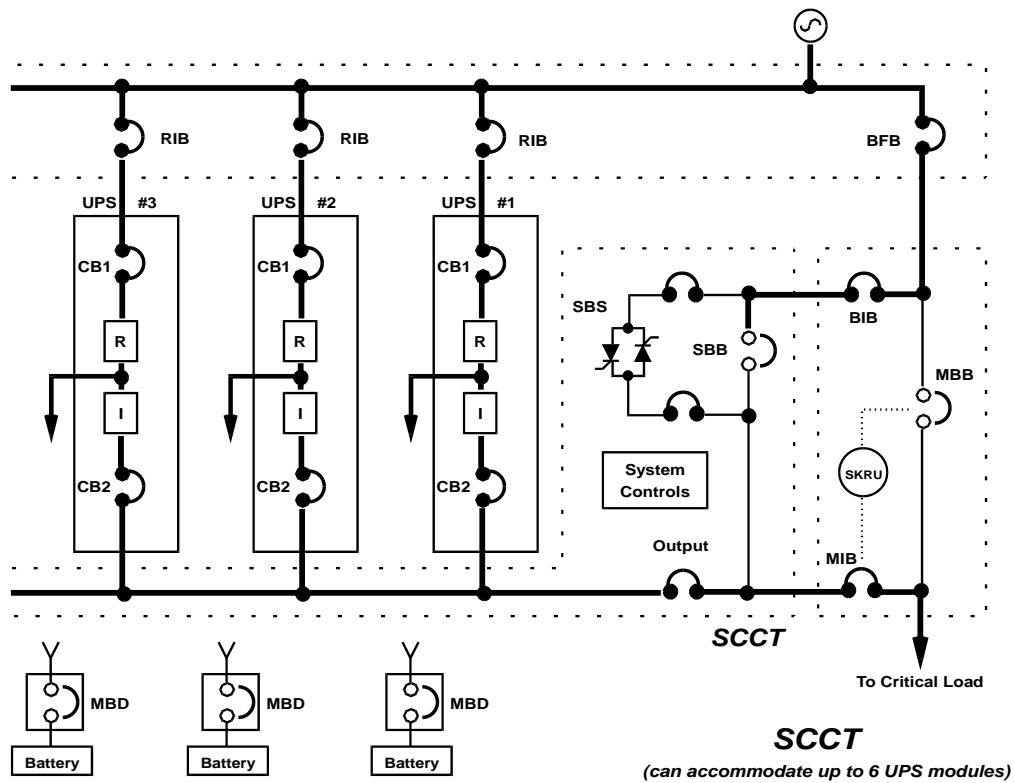 RIB
RIB
RIB
BFB
UPS #3
UPS #2
UPS #1
CB1
CB1
CB1
SBS
BIB
R
R
R
SBB
MBB
I
I
I
System
Controls
SKRU
CB2
CB2
CB2
Output
MIB
SCCT
To Critical Load
MBD
MBD
MBD
Battery
Battery
Battery
SCCT
(can accommodate up to 6 UPS modules)